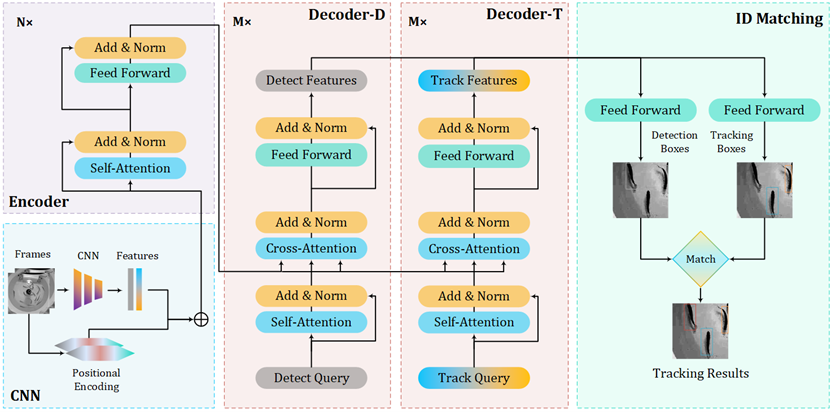 N×
Add & Norm
Feed Forward
Add & Norm
Self-Attention
Encoder
Frames
CNN
Features
Positional
Encoding
CNN
M×
Decoder-D
Detect Features
Add & Norm
Feed Forward
Add & Norm
Cross-Attention
Add & Norm
Self-Attention
Detect Query
M×
Decoder-T
Track Features
Add & Norm
Feed Forward
Add & Norm
Cross-Attention
Add & Norm
Self-Attention
Track Query
ID Matching
Feed Forward
Feed Forward
Detection
Boxes
Tracking
Boxes
Match
Tracking Results